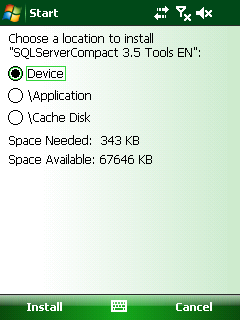 Start
Choose a location to install
"SQLServerCompact 3.5 Tools EN":
Device
\Application
\Cache Disk
Space Needed: 343 KB
Space Available: 67646 KB
Install
Cancel